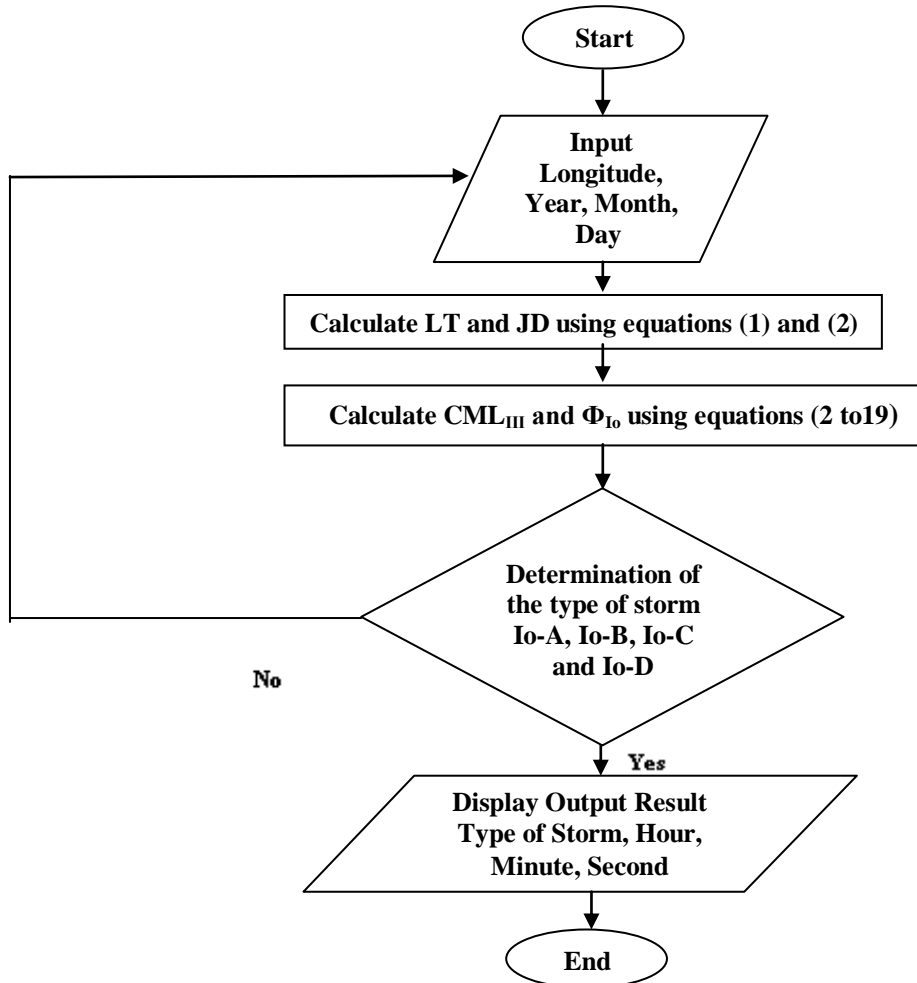 Start
Input
Longitude,
Year, Month,
Day
Calculate LT and JD using equations (1) and (2)
Calculate CML_III and Φ_Io using equations (2 to19)
Determination of
the type of storm
Io-A, Io-B, Io-C
and Io-D
No
Yes
Display Output Result
Type of Storm, Hour,
Minute, Second
End